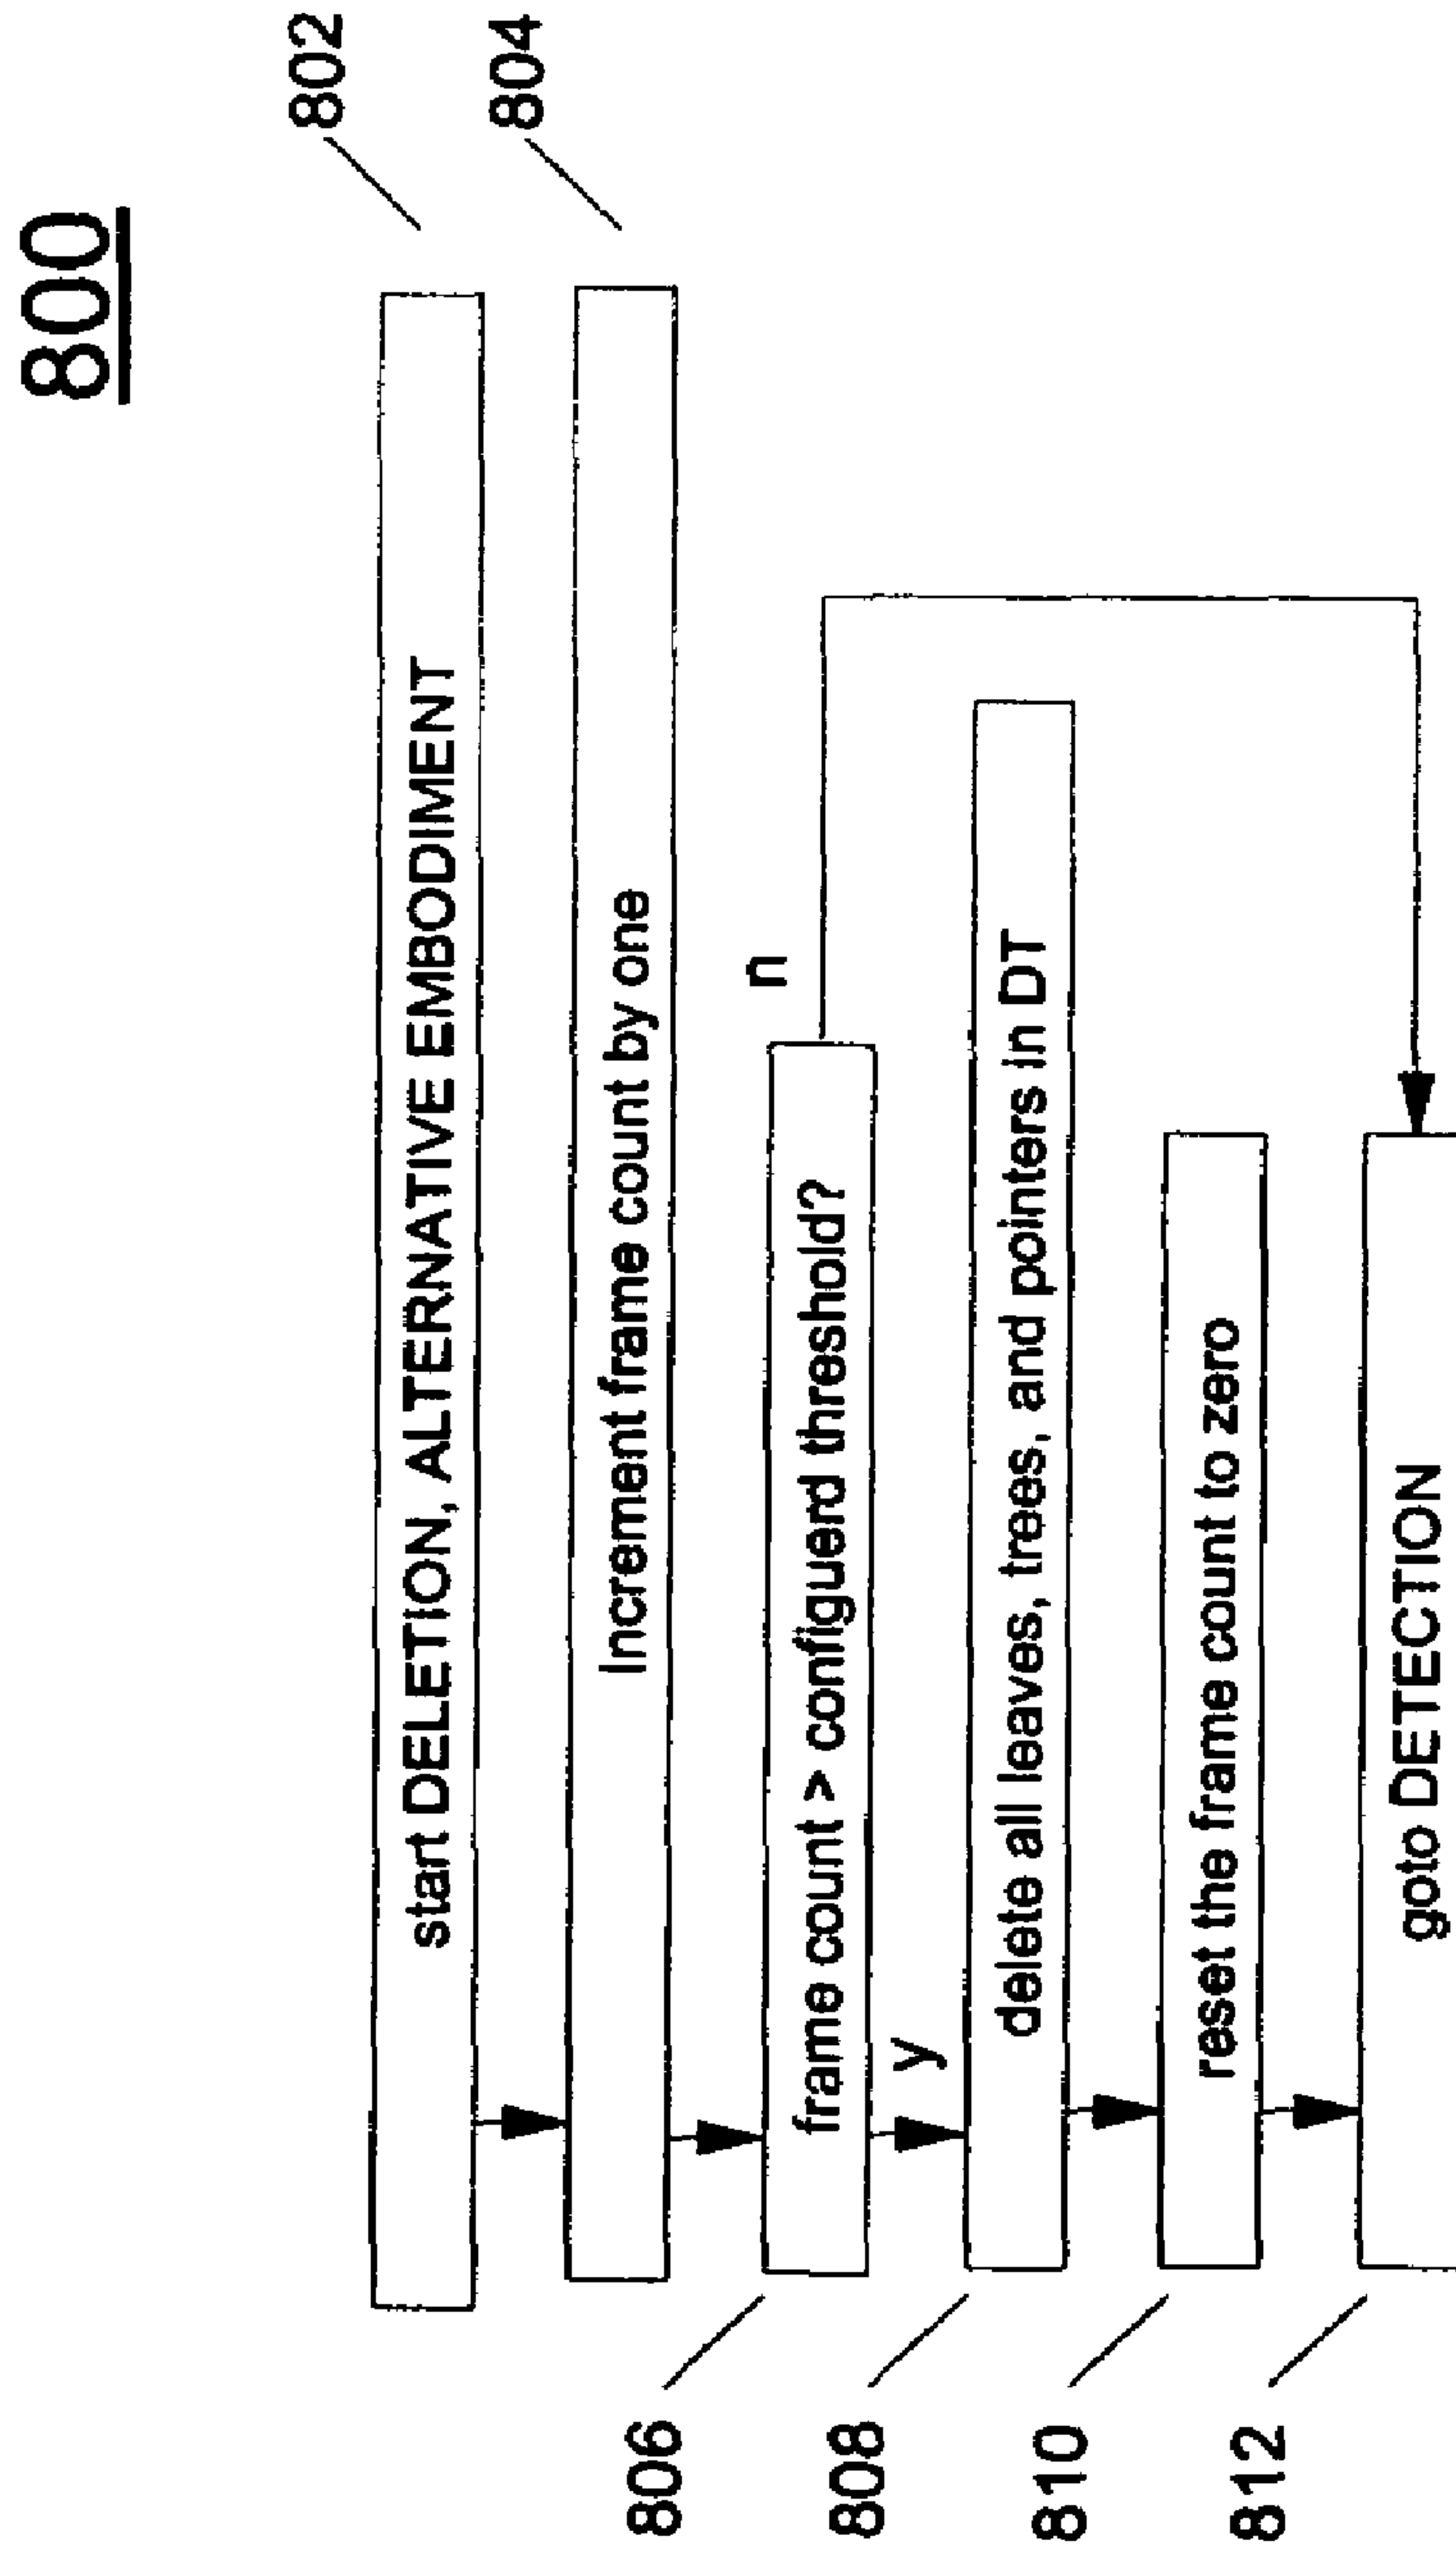 800
802
start DELETION, ALTERNATIVE EMBODIMENT
804
Increment frame count by one
806
frame count > configuerd threshold?
n
y
808
delete all leaves, trees, and pointers in DT
810
reset the frame count to zero
812
goto DETECTION